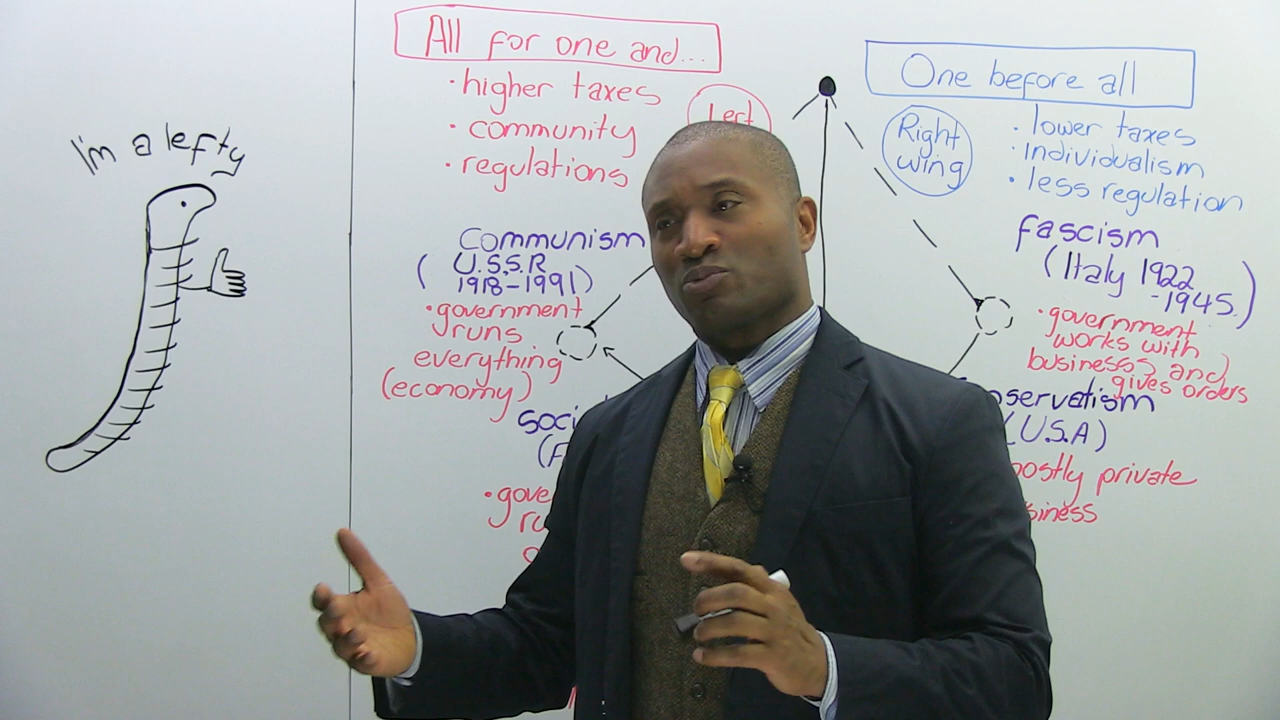 I'm a lefty
All for one and...
• higher taxes
• community
• regulations
Left
Communism
(U.S.S.R
1918-1991)
• government
runs
everything
(economy)
One before all
Right
wing
• lower taxes
• individualism
• less regulation
fascism
(Italy 1922
-1945.)
• government
works with
business, and
gives orders
(U.S.A)
private